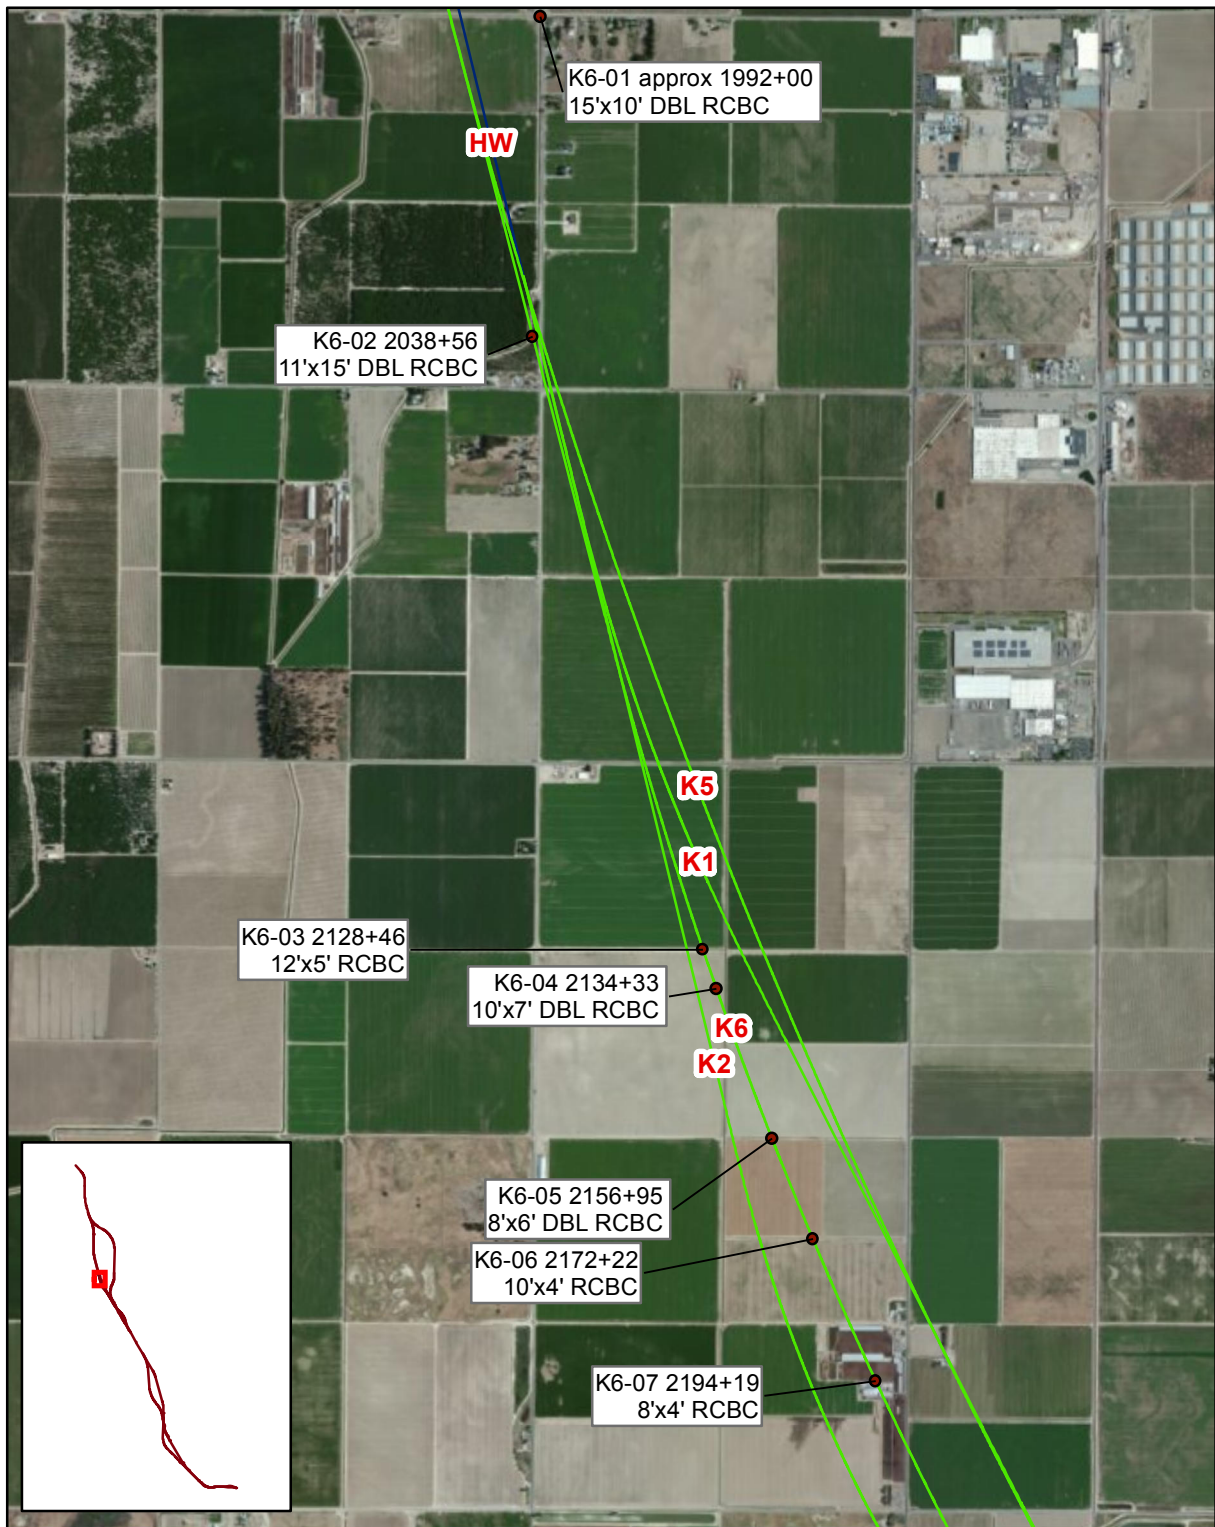 K6-01 approx 1992+00
15'x10' DBL RCBC
HW
K6-02 2038+56
11'x15' DBL RCBC
K5
K1
K6-03 2128+46
12'x5' RCBC
K6-04 2134+33
10'x7' DBL RCBC
K6
K2
K6-05 2156+95
8'x6' DBL RCBC
K6-06 2172+22
10'x4' RCBC
K6-07 2194+19
8'x4' RCBC